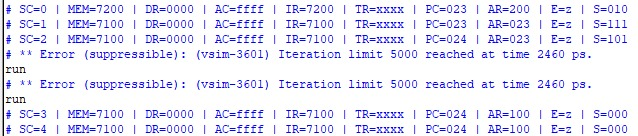 # SC=0 | MEM=7200 | DR=0000 | AC=ffff | IR=7200 | TR=xxxx | PC=023 | AR=200 | E=z | S=010
# SC=1 | MEM=7100 | DR=0000 | AC=ffff | IR=7200 | TR=xxxx | PC=023 | AR=023 | E=z | S=111
# SC=2 | MEM=7100 | DR=0000 | AC=ffff | IR=7100 | TR=xxxx | PC=024 | AR=023 | E=z | S=101
# ** Error (suppressible): (vsim-3601) Iteration limit 5000 reached at time 2460 ps.
run
# ** Error (suppressible): (vsim-3601) Iteration limit 5000 reached at time 2460 ps.
run
# SC=3 | MEM=7100 | DR=0000 | AC=ffff | IR=7100 | TR=xxxx | PC=024 | AR=100 | E=z | S=000
# SC=4 | MEM=7100 | DR=0000 | AC=ffff | IR=7100 | TR=xxxx | PC=024 | AR=100 | E=z | S=000